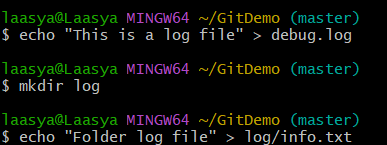 laasya@Laasya MINGW64 ~/GitDemo (master)
$ echo "This is a log file" > debug.log
laasya@Laasya MINGW64 ~/GitDemo (master)
$ mkdir log
laasya@Laasya MINGW64 ~/GitDemo (master)
$ echo "Folder log file" > log/info.txt